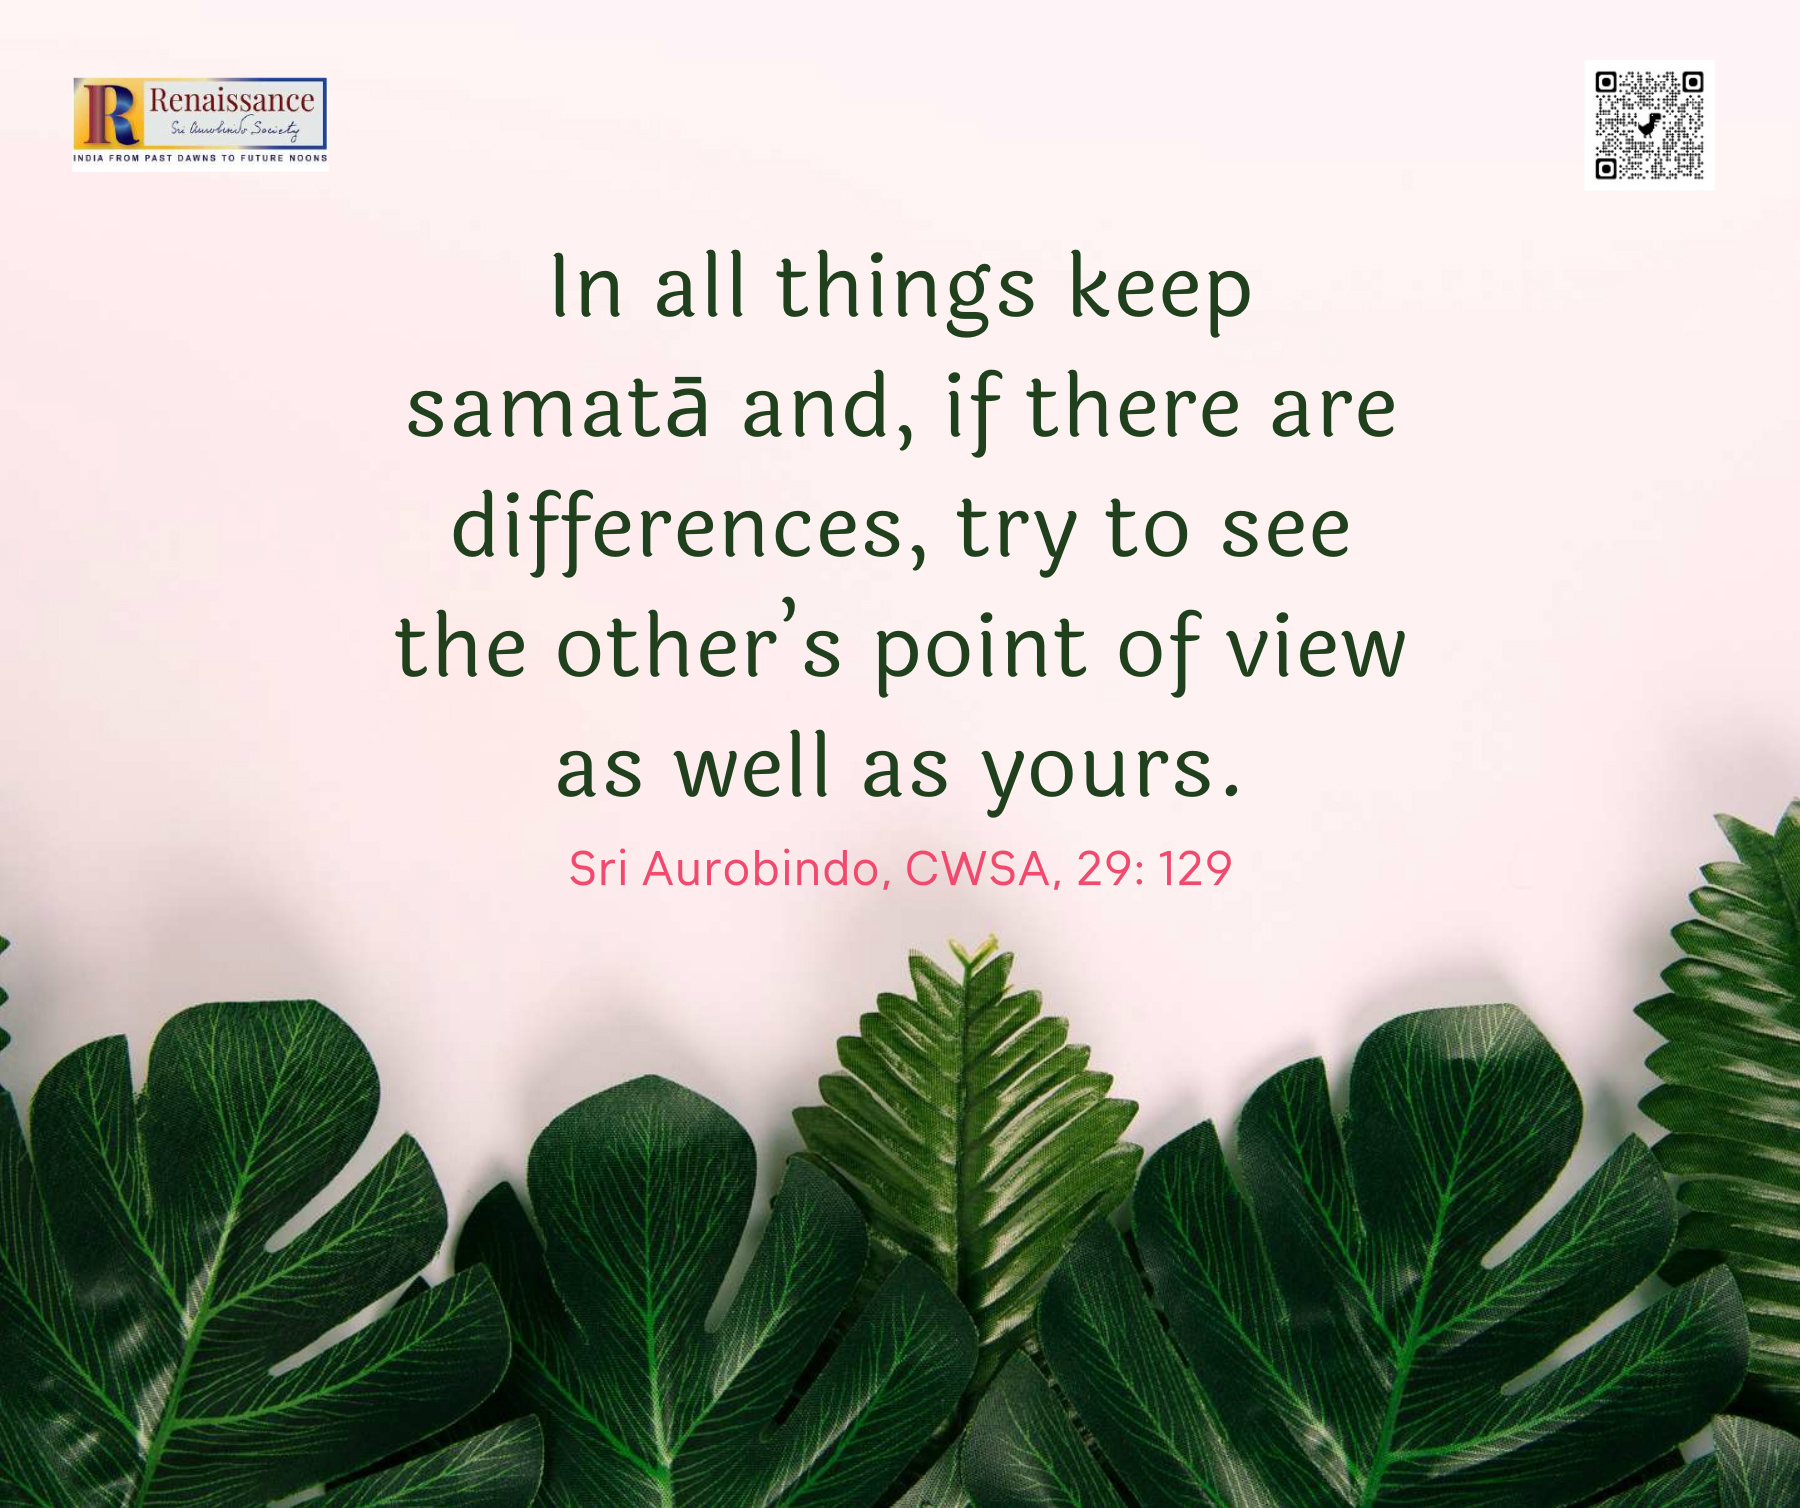 R Renaissance
Sri Aurobindo Society
INDIA FROM PAST DAWNS TO FUTURE NOONS
In all things keep
samatā and, if there are
differences, try to see
the other’s point of view
as well as yours.
Sri Aurobindo, CWSA, 29: 129